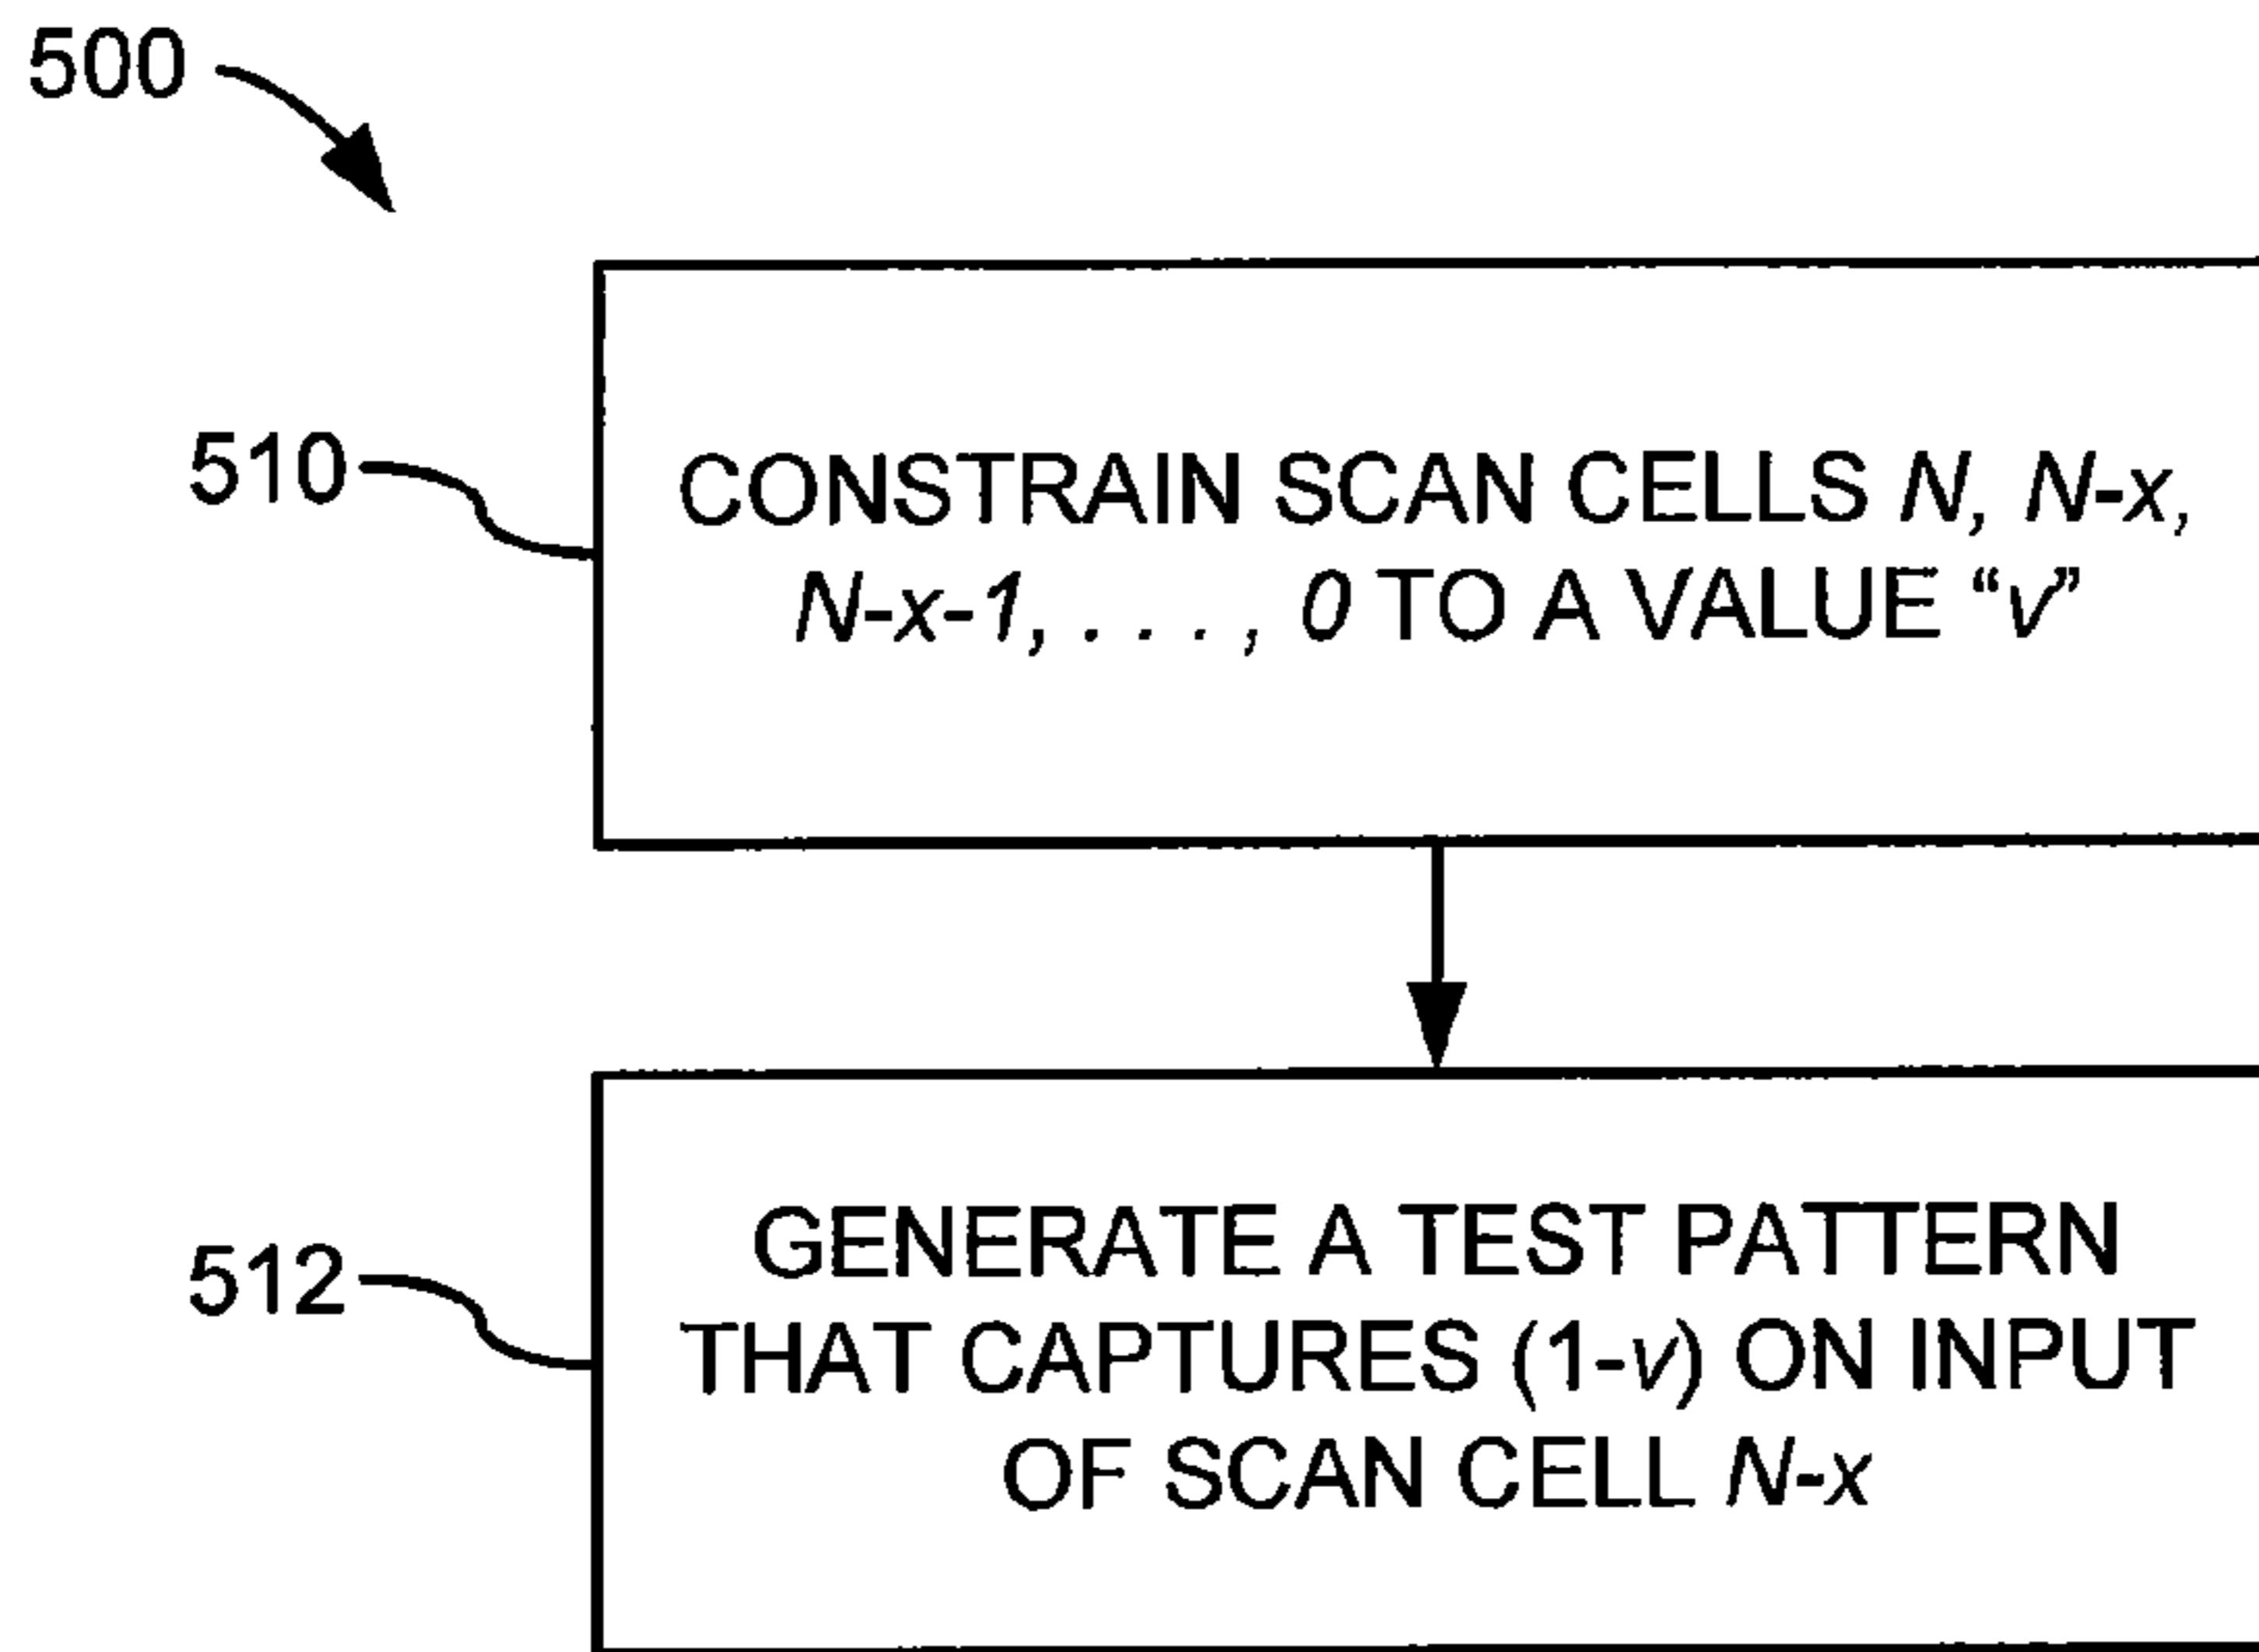 500
510
CONSTRAIN SCAN CELLS N, N-x,
N-x-1, . . . , 0 TO A VALUE “v”
512
GENERATE A TEST PATTERN
THAT CAPTURES (1-v) ON INPUT
OF SCAN CELL N-x